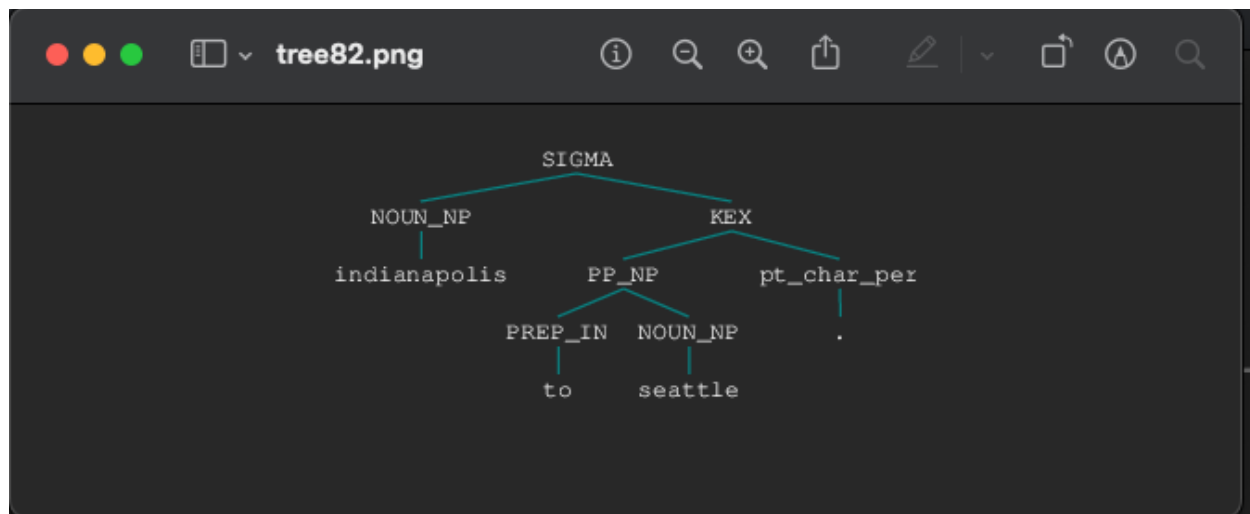 tree82.png
SIGMA
NOUN_NP KEX
indianapolis PP_NP pt_char_per
PREP_IN NOUN_NP .
to seattle